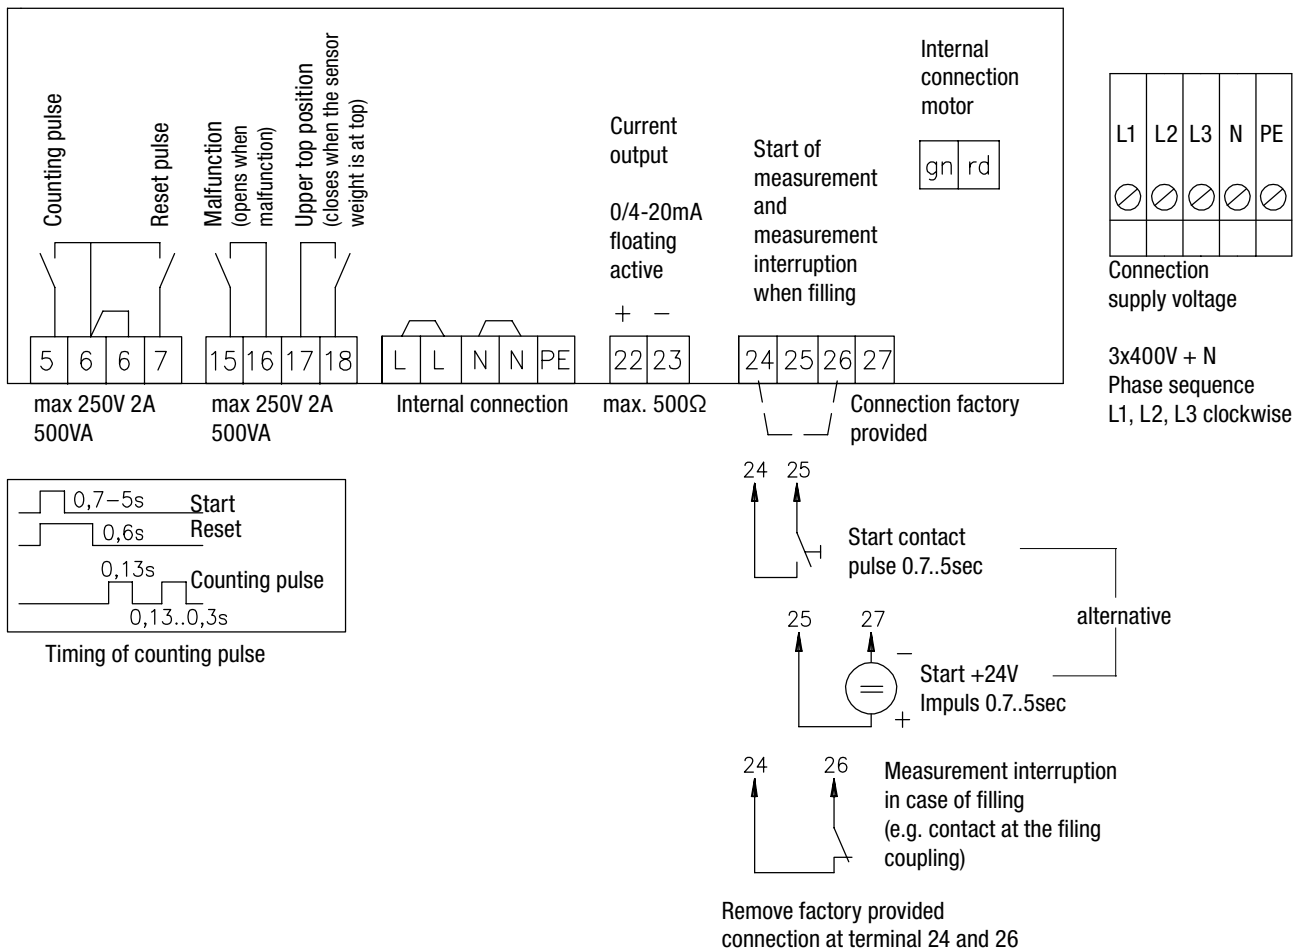 Counting pulse
Reset pulse
Malfunction
(opens when
malfunction)
Upper top position
(closes when the sensor
weight is at top)
Current
output
0/4-20mA
floating
active
+ −
Start of
measurement
and
measurement
interruption
when filling
Internal
connection
motor
gn rd
5 6 6 7
15 16 17 18
L L N N PE
22 23
24 25 26 27
max 250V 2A
500VA
max 250V 2A
500VA
Internal connection
max. 500Ω
Connection factory
provided
L1 L2 L3 N PE
Connection
supply voltage
3x400V + N
Phase sequence
L1, L2, L3 clockwise
0,7−5s Start
0,6s Reset
0,13s
Counting pulse
0,13..0,3s
Timing of counting pulse
24 25
Start contact
pulse 0.7..5sec
alternative
25 27
−
Start +24V
Impuls 0.7..5sec
+
24 26
Measurement interruption
in case of filling
(e.g. contact at the filing
coupling)
Remove factory provided
connection at terminal 24 and 26